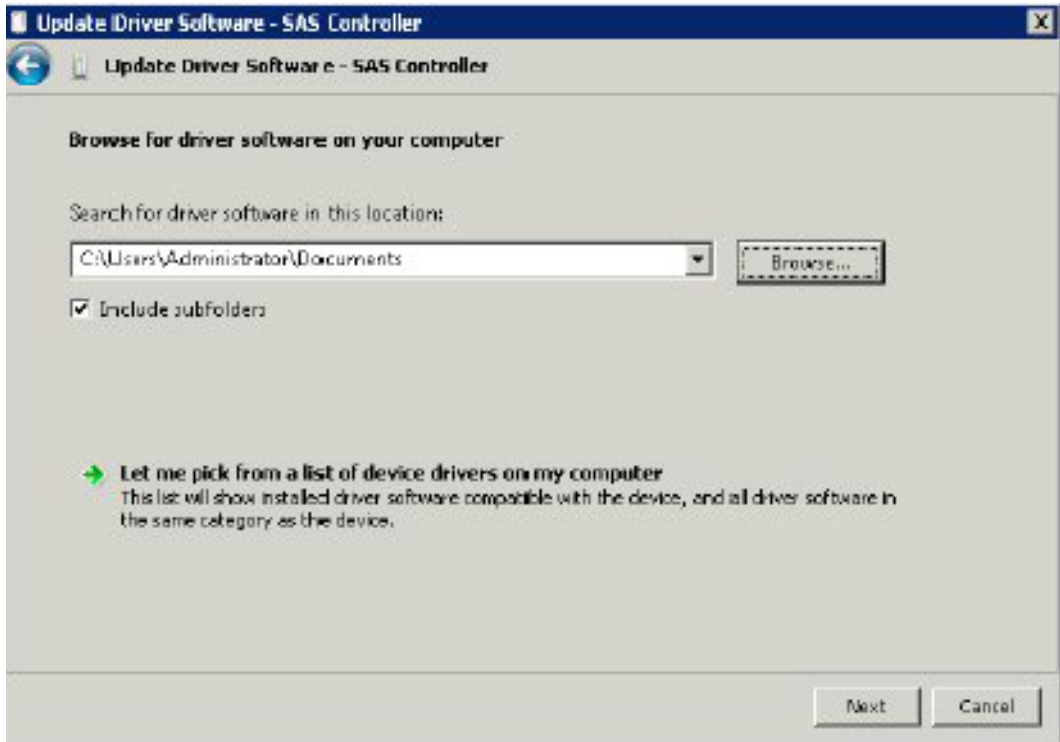 Update Driver Software - SAS Controller
Update Driver Software - SAS Controller
Browse for driver software on your computer
Search for driver software in this location:
C:\Users\Administrator\Documents
Browse...
Include subfolders
Let me pick from a list of device drivers on my computer
This list will show installed driver software compatible with the device, and all driver software in
the same category as the device.
Next
Cancel